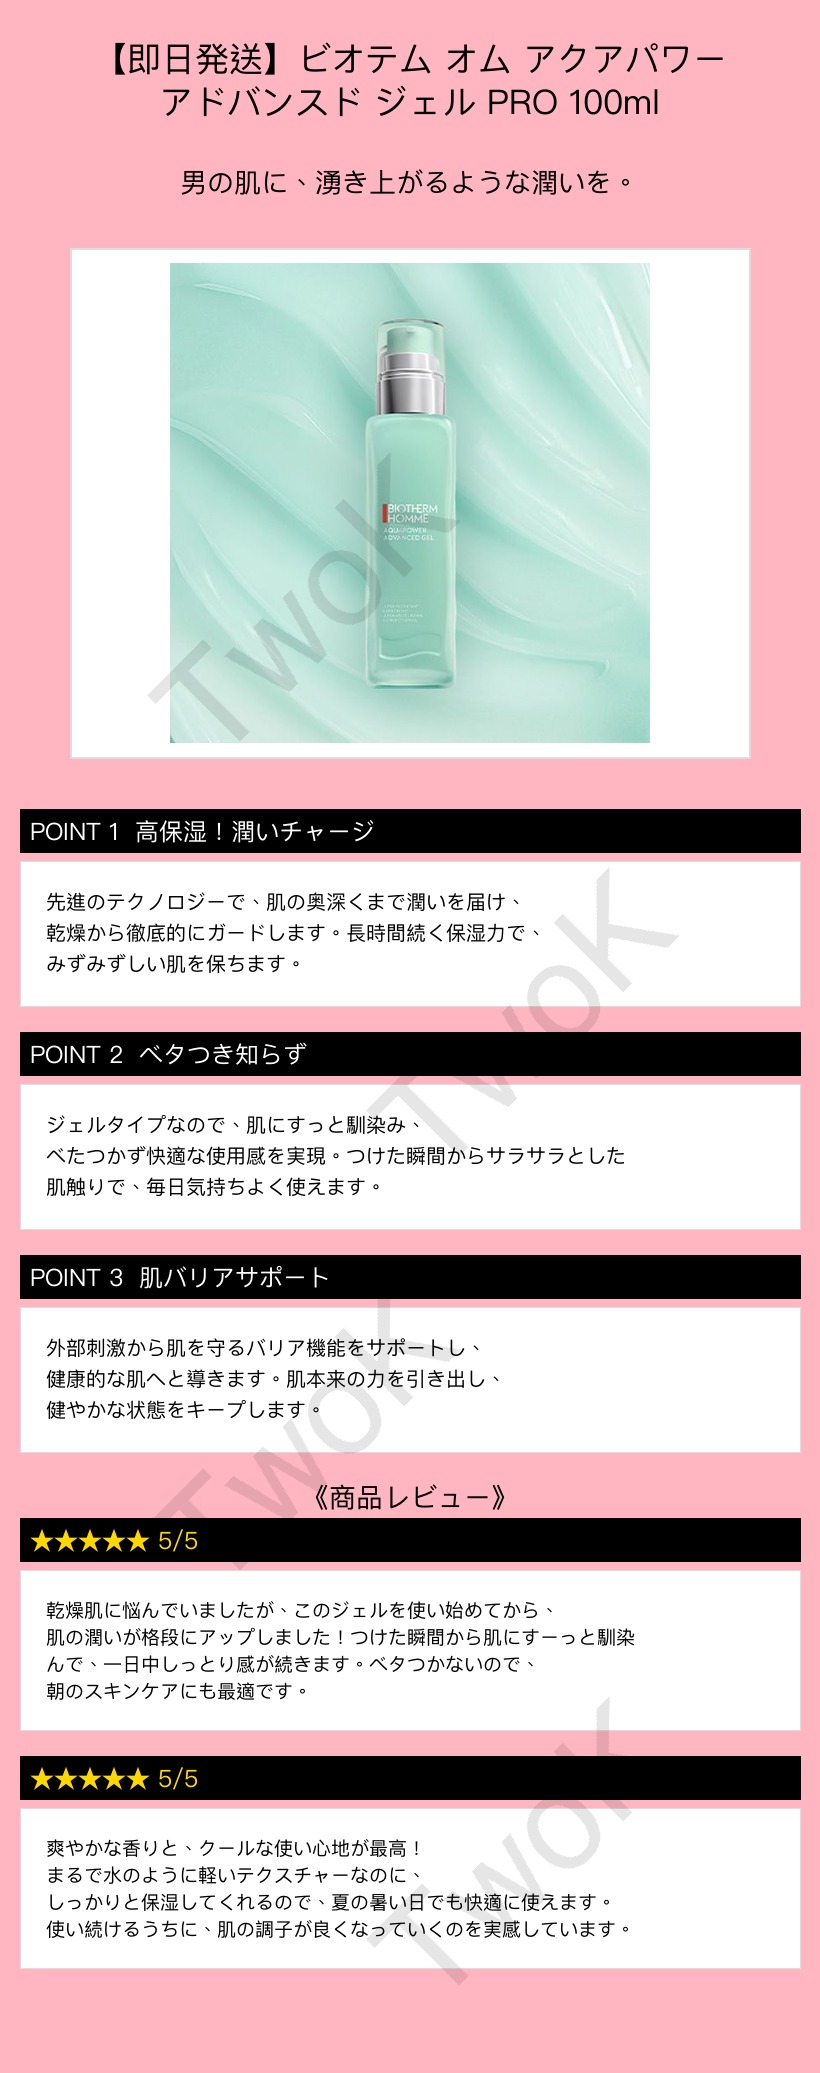 【即日発送】ビオテム オム アクアパワー
アドバンスド ジェル PRO 100ml
男の肌に、湧き上がるような潤いを。
BIOTHERM
HOMME
AQUAPOWER
ADVANCED GEL
TwoK
POINT 1 高保湿！潤いチャージ
先進のテクノロジーで、肌の奥深くまで潤いを届け、
乾燥から徹底的にガードします。長時間続く保湿力で、
みずみずしい肌を保ちます。
TwoK
POINT 2 ベタつき知らず
ジェルタイプなので、肌にすっと馴染み、
べたつかず快適な使用感を実現。つけた瞬間からサラサラとした
肌触りで、毎日気持ちよく使えます。
POINT 3 肌バリアサポート
外部刺激から肌を守るバリア機能をサポートし、
健康的な肌へと導きます。肌本来の力を引き出し、
健やかな状態をキープします。
TwoK
《商品レビュー》
★★★★★ 5/5
乾燥肌に悩んでいましたが、このジェルを使い始めてから、
肌の潤いが格段にアップしました！つけた瞬間から肌にすーっと馴染
んで、一日中しっとり感が続きます。ベタつかないので、
朝のスキンケアにも最適です。
★★★★★ 5/5
爽やかな香りと、クールな使い心地が最高！
まるで水のように軽いテクスチャーなのに、
しっかりと保湿してくれるので、夏の暑い日でも快適に使えます。
使い続けるうちに、肌の調子が良くなっていくのを実感しています。
TwoK